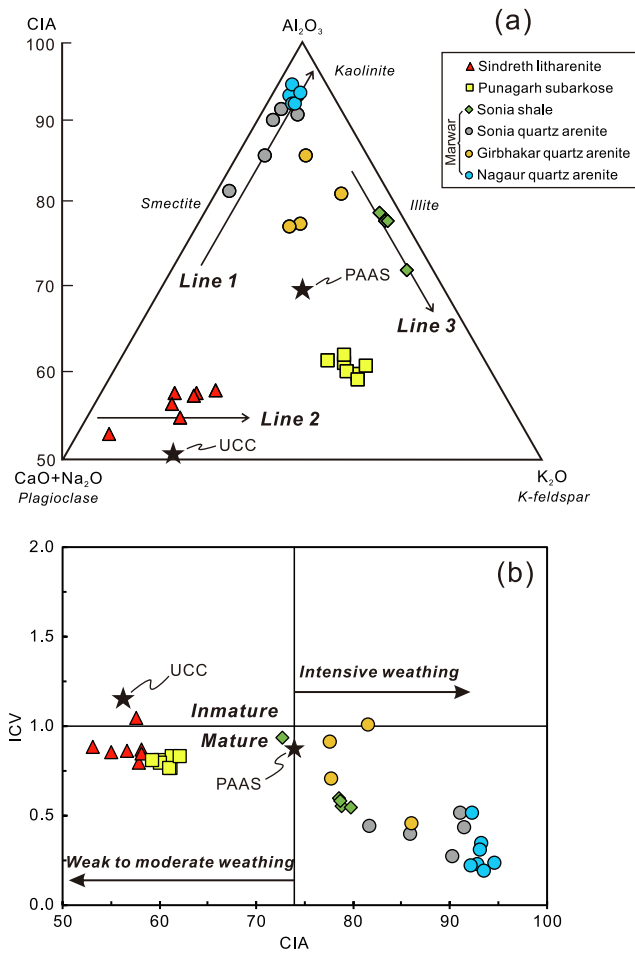 CIA
(a)
Al2O3
100
90
80
70
60
50
Kaolinite
Smectite
Illite
Line 1
PAAS
Line 3
Line 2
UCC
CaO+Na2O
Plagioclase
K2O
K-feldspar
Sindreth litharenite
Punagarh subarkose
Marwar
Sonia shale
Sonia quartz arenite
Girbhakar quartz arenite
Nagaur quartz arenite
(b)
2.0
1.5
1.0
0.5
0.0
ICV
UCC
Intensive weathing
Inmature
Mature
PAAS
Weak to moderate weathing
50 60 70 80 90 100
CIA